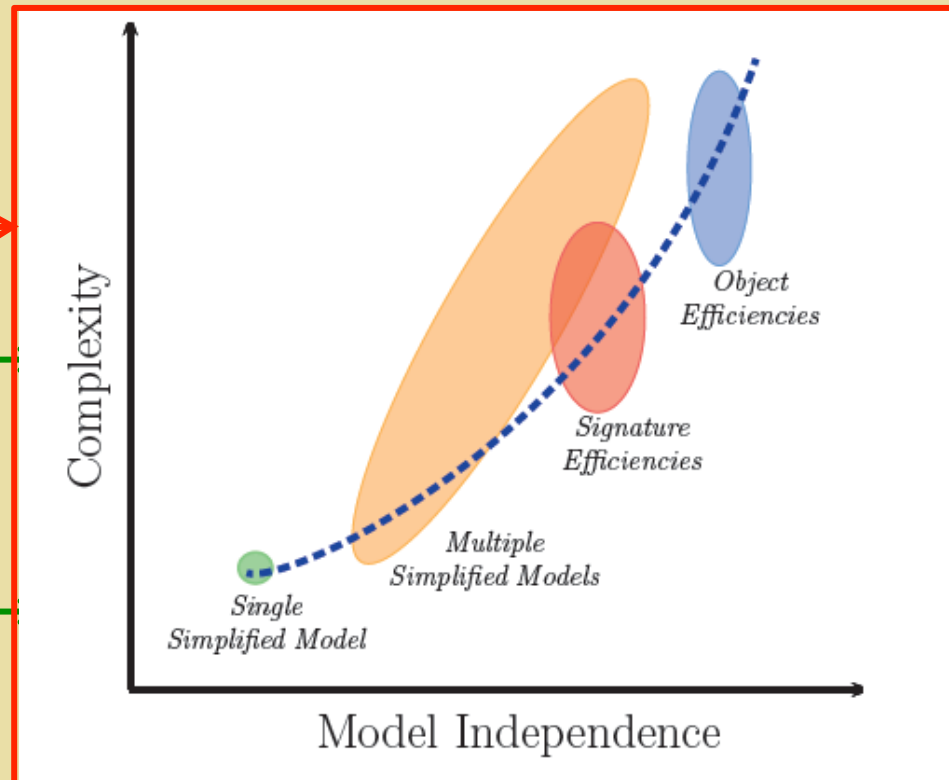 Complexity
Object
Efficiencies
Signature
Efficiencies
Multiple
Simplified Models
Single
Simplified Model
Model Independence